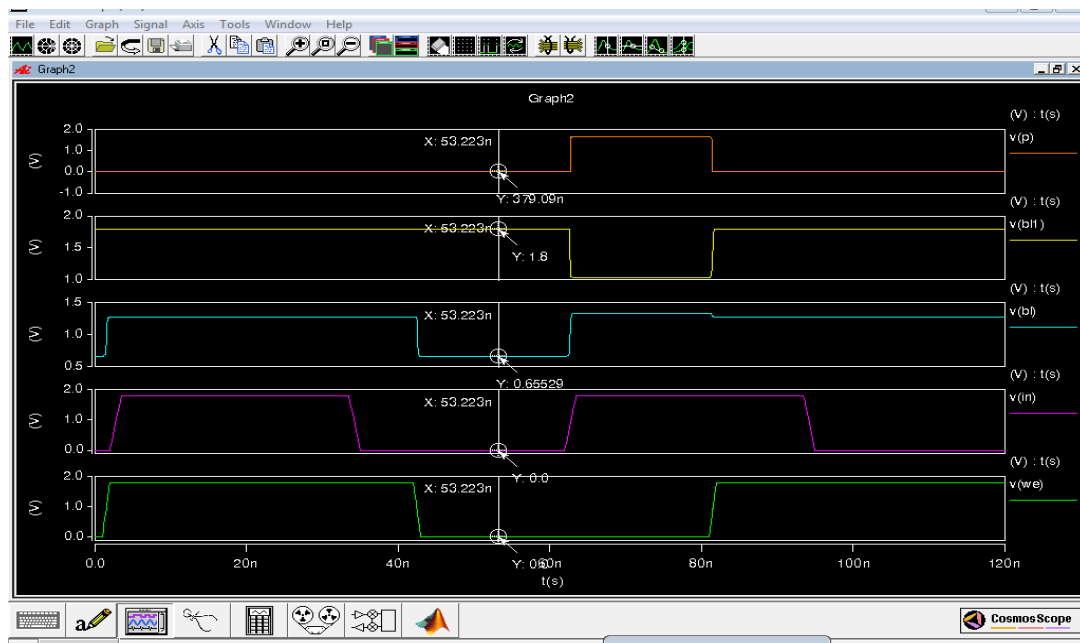 File Edit Graph Signal Axis Tools Window Help
Graph2
Graph2
(V) : t(s)
v(p)
(V)
2.0
1.0
0.0
-1.0
X: 53.223n
Y: 379.09n
(V) : t(s)
v(bl1)
(V)
2.0
1.5
1.0
X: 53.223n
Y: 1.8
(V) : t(s)
v(bl)
(V)
1.5
1.0
0.5
X: 53.223n
Y: 0.65529
(V) : t(s)
v(in)
(V)
2.0
1.0
0.0
X: 53.223n
Y: 0.0
(V) : t(s)
v(we)
(V)
2.0
1.0
0.0
X: 53.223n
0.0 20n 40n 60n 80n 100n 120n
t(s)
a
CosmosScope